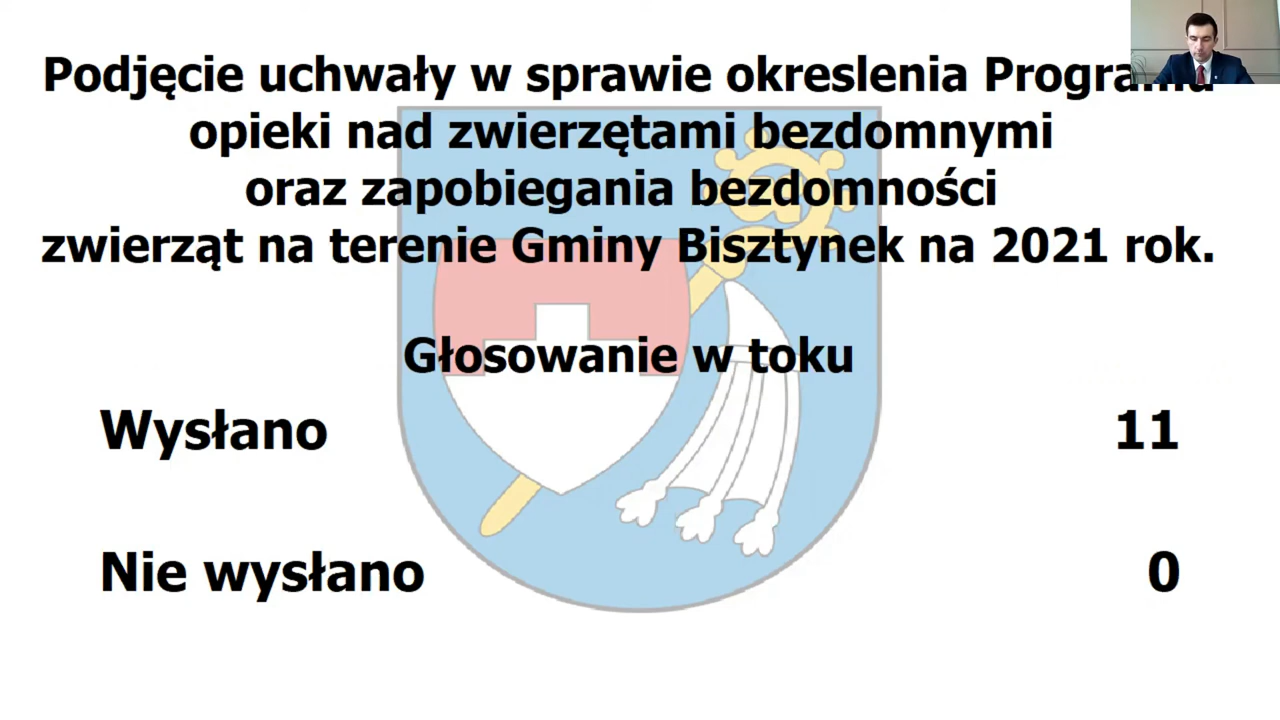 Podjęcie uchwały w sprawie okreslenia Programu
opieki nad zwierzętami bezdomnymi
oraz zapobiegania bezdomności
zwierząt na terenie Gminy Bisztynek na 2021 rok.
Głosowanie w toku
Wysłano 11
Nie wysłano 0